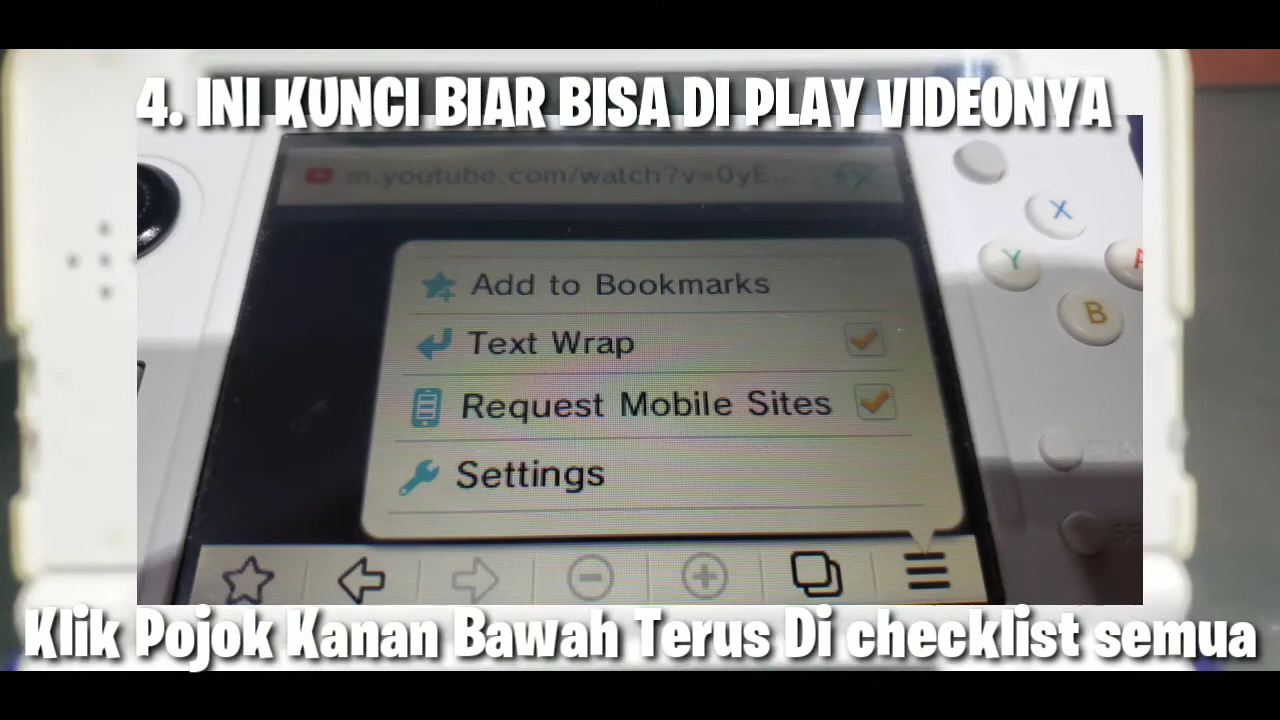 4. INI KUNCI BIAR BISA DI PLAY VIDEONYA
m.youtube.com/watch?v=0yE...
X
Add to Bookmarks
Y
A
Text Wrap
B
Request Mobile Sites
Settings
Klik Pojok Kanan Bawah Terus Di checklist semua